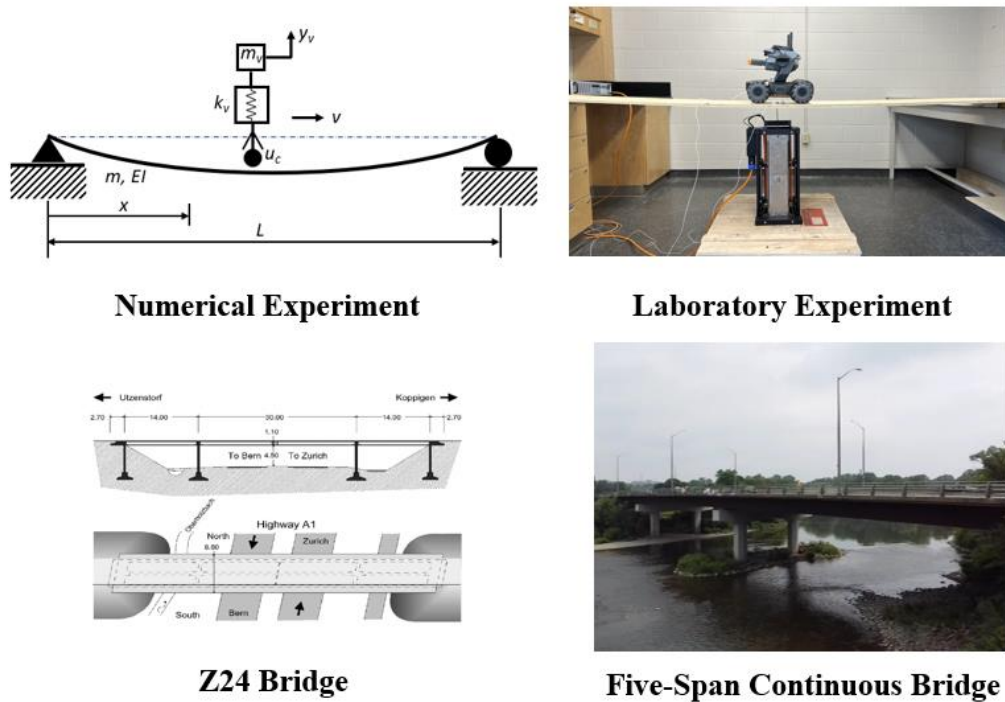 y_v
m_v
k_v
v
u_c
m, EI
x
L
Numerical Experiment
Laboratory Experiment
Utzenstorf
Koppigen
2.70 14.00 30.00 14.00 2.70
1.10
To Bern 4.50 To Zurich
Highway A1
North
Zurich
8.60
South
Bern
Z24 Bridge
Five-Span Continuous Bridge